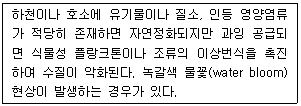 하천이나 호소에 유기물이나 질소, 인등 영양염류
가 적당히 존재하면 자연정화되지만 과잉 공급되
면 식물성 플랑크톤이나 조류의 이상번식을 촉진
하여 수질이 악화된다. 녹갈색 물꽃(water bloom)
현상이 발생하는 경우가 있다.